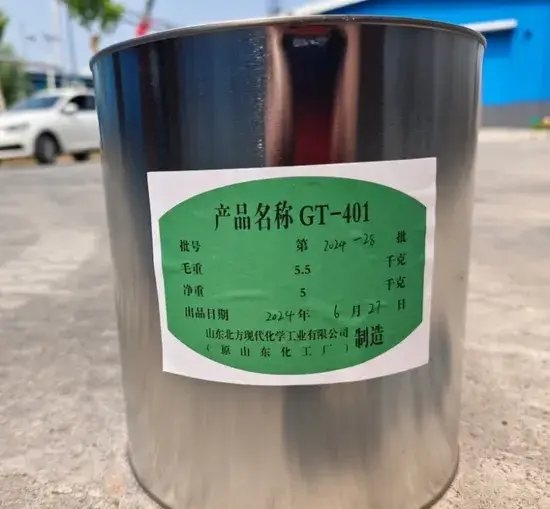 产品名称 GT-401
批号 第 2024-28 批
毛重 5.5 千克
净重 5 千克
出品日期 2024年 6月27日
山东北方现代化学工业有限公司
(原山东化工厂) 制造